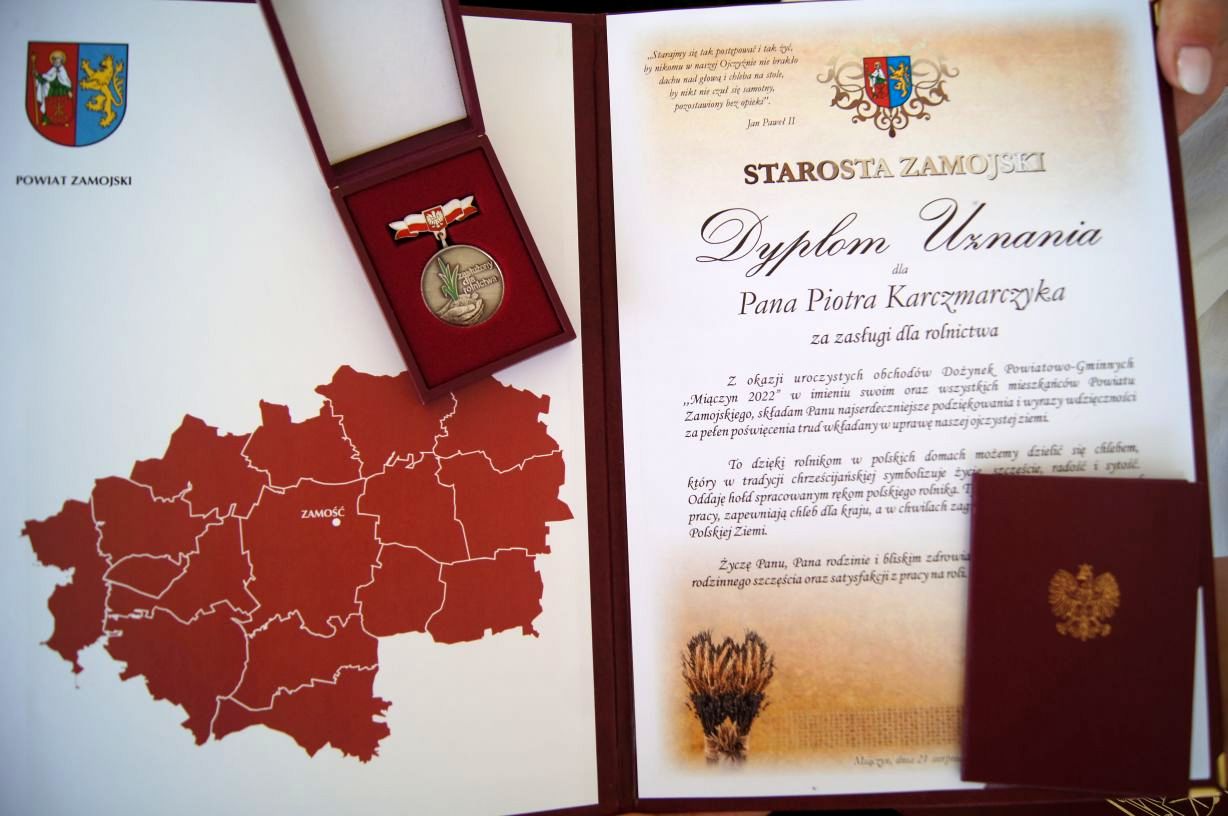 POWIAT ZAMOJSKI
zasłużony
dla
rolnictwa
ZAMOŚĆ
„Starajmy się tak postępować i tak żyć,
by nikomu w naszej Ojczyźnie nie brakło
dachu nad głową i chleba na stole,
by nikt nie czuł się samotny,
pozostawiony bez opieki”.
Jan Paweł II
STAROSTA ZAMOJSKI
Dyplom Uznania
dla
Pana Piotra Karczmarczyka
za zasługi dla rolnictwa
Z okazji uroczystych obchodów Dożynek Powiatowo-Gminnych
„Miączyn 2022” w imieniu swoim oraz wszystkich mieszkańców Powiatu
Zamojskiego, składam Panu najserdeczniejsze podziękowania i wyrazy wdzięczności
za pełen poświęcenia trud wkładany w uprawę naszej ojczystej ziemi.
To dzięki rolnikom w polskich domach możemy dzielić się chlebem,
który w tradycji chrześcijańskiej symbolizuje życie, szczęście, radość i sytość.
Oddaję hołd spracowanym rękom polskiego rolnika.
pracy, zapewniają chleb dla kraju, a w chwilach
Polskiej Ziemi.
Życzę Panu, Pana rodzinie i bliskim
rodzinnego szczęścia oraz satysfakcji z pracy na roli.
Miączyn, dnia 21